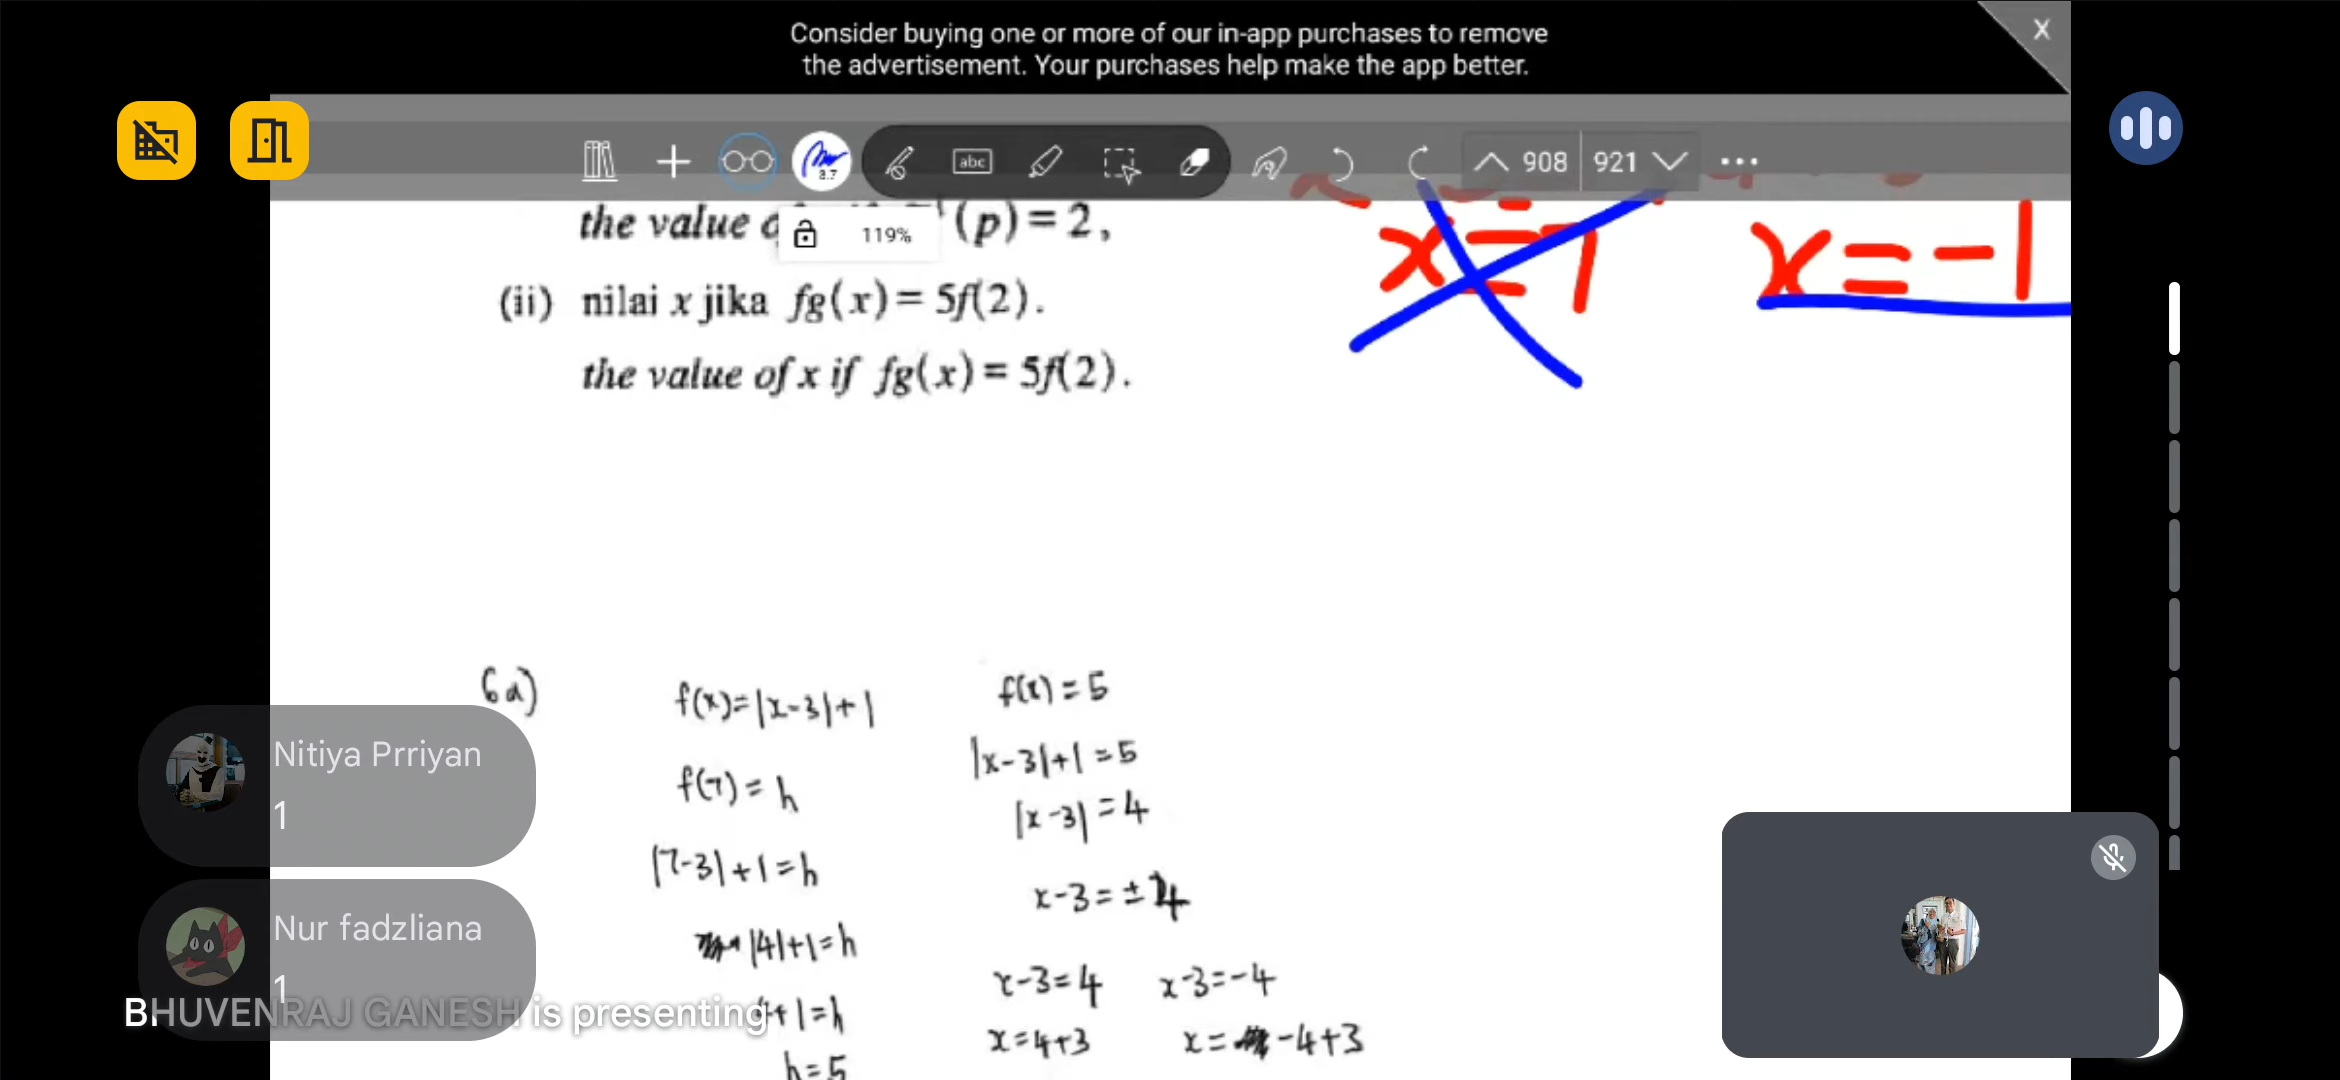 Consider buying one or more of our in-app purchases to remove
the advertisement. Your purchases help make the app better.
X
abc
3.7
908
921
119%
the value (p) = 2,
(ii) nilai x jika fg(x) = 5f(2).
the value of x if fg(x) = 5f(2).
x = 7
x = -1
6a)
f(x)=|x-3|+1
f(7) = h
|7-3|+1=h
|4|+1=h
+1=h
h=5
f(x) = 5
|x-3|+1 = 5
|x-3| = 4
x-3 = ±4
x-3=4
x=4+3
x-3=-4
x= -4+3
Nitiya Prriyan
1
Nur fadzliana
1
BHUVENRAJ GANESH is presenting